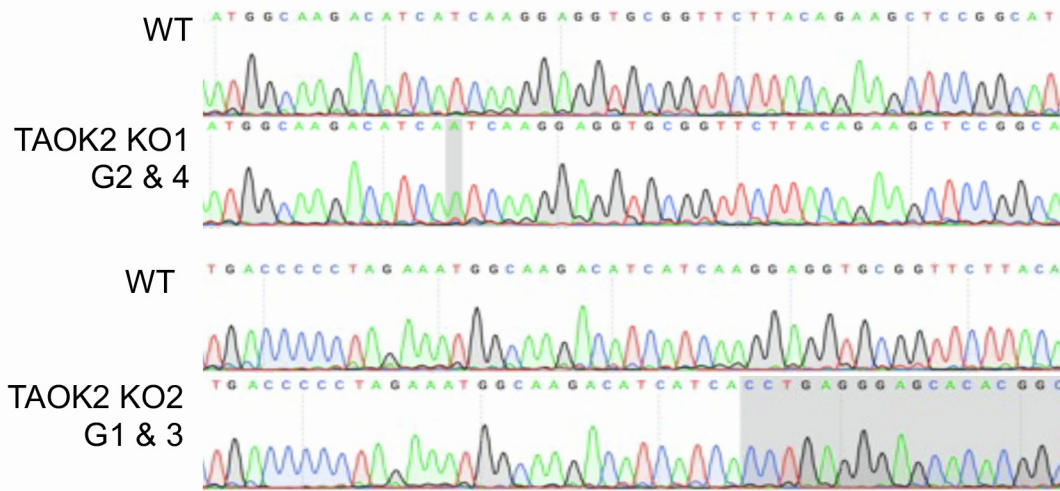 WT
ATGGCAAGACATCATCAAGGAGGTGCGGTTCTTACAGAAGCTCCGGCAT
TAOK2 KO1
G2 & 4
ATGGCAAGACATCAATCAAGGAGGTGCGGTTCTTACAGAAGCTCCGGCA
WT
TGACCCCCTAGAAATGGCAAGACATCATCAAGGAGGTGCGGTTCTTACA
TAOK2 KO2
G1 & 3
TGACCCCCTAGAAATGGCAAGACATCATCACCTGAGGGAGCACACGGC